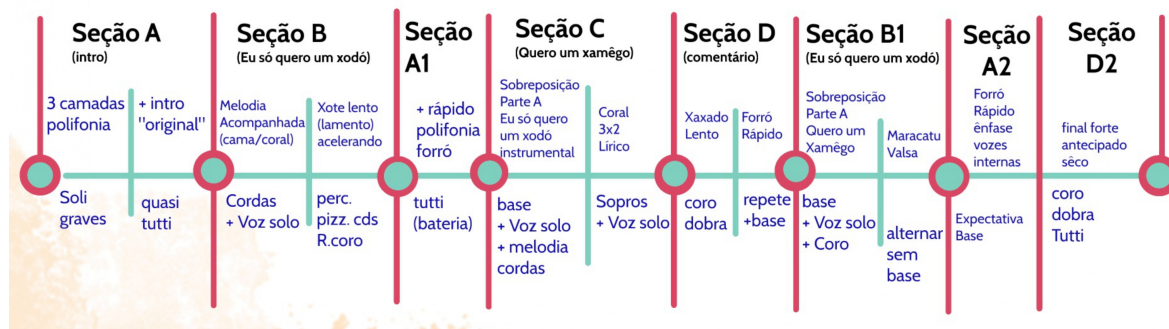 Seção A
(intro)
3 camadas
polifonia
+ intro
"original"
Soli
graves
quasi
tutti
Seção B
(Eu só quero um xodó)
Melodia
Acompanhada
(cama/coral)
Xote lento
(lamento)
acelerando
Cordas
+ Voz solo
perc.
pizz. cds
R.coro
Seção
A1
+ rápido
polifonia
forró
tutti
(bateria)
Seção C
(Quero um xamêgo)
Sobreposição
Parte A
Eu só quero
um xodó
instrumental
Coral
3x2
Lírico
base
+ Voz solo
+ melodia
cordas
Sopros
+ Voz solo
Seção D
(comentário)
Xaxado
Lento
Forró
Rápido
coro
dobra
repete
+base
Seção B1
(Eu só quero um xodó)
Sobreposição
Parte A
Quero um
Xamêgo
Maracatu
Valsa
base
+ Voz solo
+ Coro
alternar
sem
base
Seção
A2
Forró
Rápido
ênfase
vozes
internas
Expectativa
Base
Seção
D2
final forte
antecipado
sêco
coro
dobra
Tutti